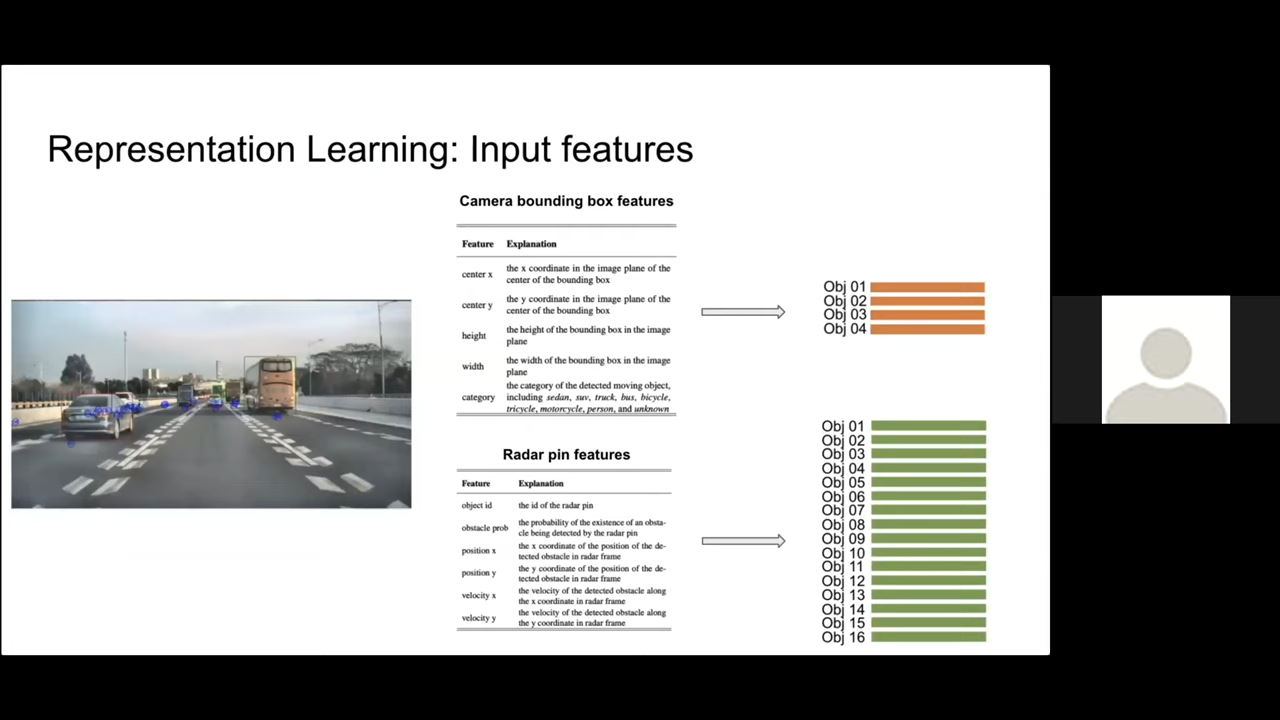 Representation Learning: Input features
Camera bounding box features
Feature Explanation
center x the x coordinate in the image plane of the
center of the bounding box
center y the y coordinate in the image plane of the
center of the bounding box
height the height of the bounding box in the image
plane
width the width of the bounding box in the image
plane
category the category of the detected moving object,
including sedan, suv, truck, bus, bicycle,
tricycle, motorcycle, person, and unknown
Obj 01
Obj 02
Obj 03
Obj 04
Radar pin features
Feature Explanation
object id the id of the radar pin
obstacle prob the probability of the existence of an obsta-
cle being detected by the radar pin
position x the x coordinate of the position of the de-
tected obstacle in radar frame
position y the y coordinate of the position of the de-
tected obstacle in radar frame
velocity x the velocity of the detected obstacle along
the x coordinate in radar frame
velocity y the velocity of the detected obstacle along
the y coordinate in radar frame
Obj 01
Obj 02
Obj 03
Obj 04
Obj 05
Obj 06
Obj 07
Obj 08
Obj 09
Obj 10
Obj 11
Obj 12
Obj 13
Obj 14
Obj 15
Obj 16